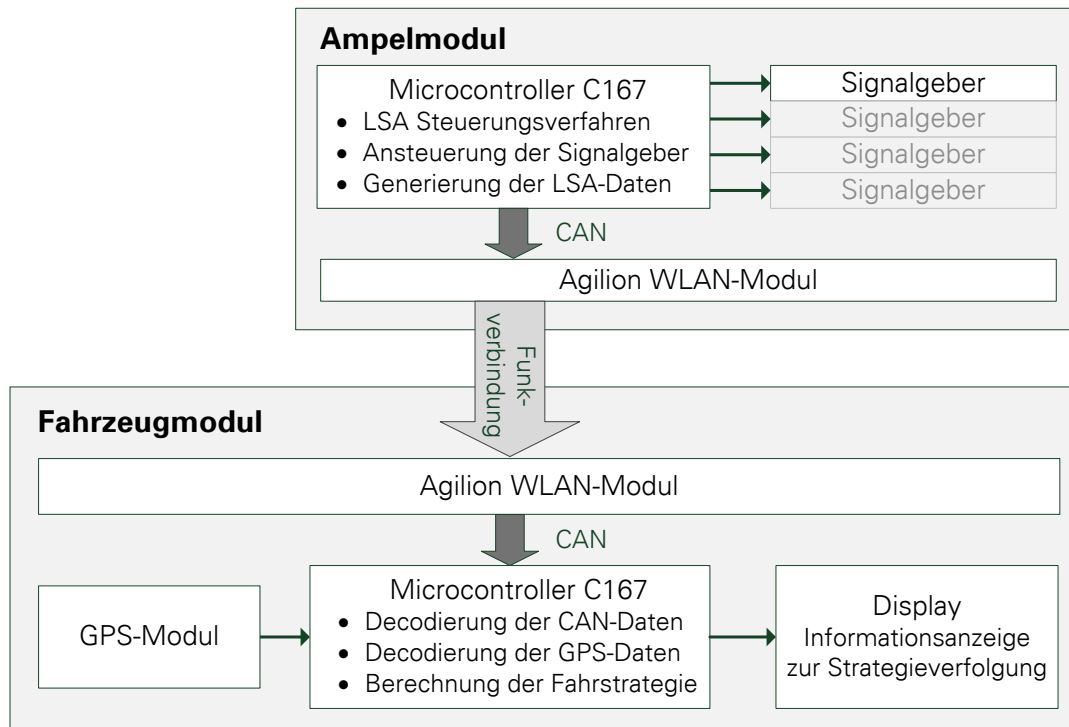 Ampelmodul
Microcontroller C167
• LSA Steuerungsverfahren
• Ansteuerung der Signalgeber
• Generierung der LSA-Daten
Signalgeber
Signalgeber
Signalgeber
Signalgeber
CAN
Agilion WLAN-Modul
Funk-
verbindung
Fahrzeugmodul
Agilion WLAN-Modul
CAN
GPS-Modul
Microcontroller C167
• Decodierung der CAN-Daten
• Decodierung der GPS-Daten
• Berechnung der Fahrstrategie
Display
Informationsanzeige
zur Strategieverfolgung